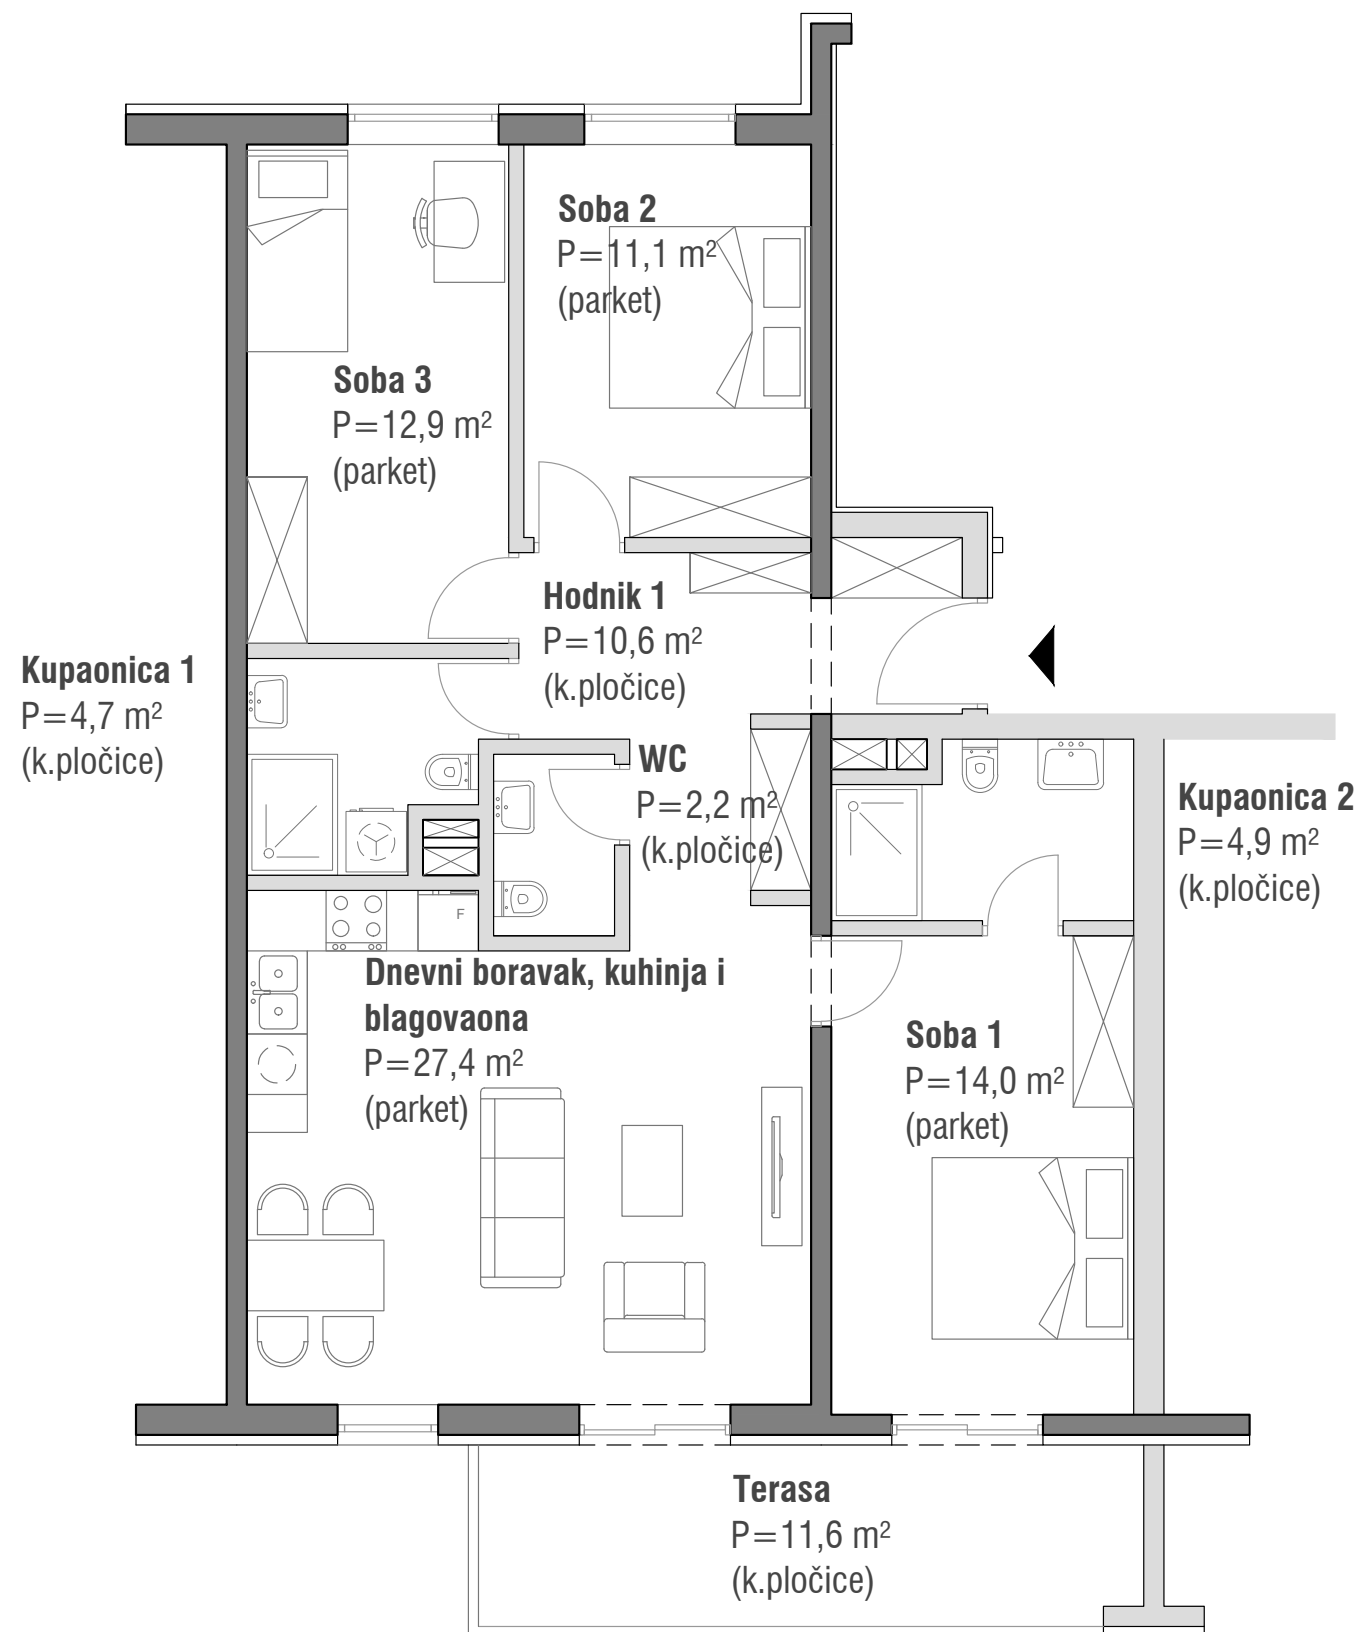 Soba 2
P=11,1 m²
(parket)
Soba 3
P=12,9 m²
(parket)
Hodnik 1
P=10,6 m²
(k.pločice)
Kupaonica 1
P=4,7 m²
(k.pločice)
WC
P=2,2 m²
(k.pločice)
Kupaonica 2
P=4,9 m²
(k.pločice)
F
Dnevni boravak, kuhinja i
blagovaona
P=27,4 m²
(parket)
Soba 1
P=14,0 m²
(parket)
Terasa
P=11,6 m²
(k.pločice)